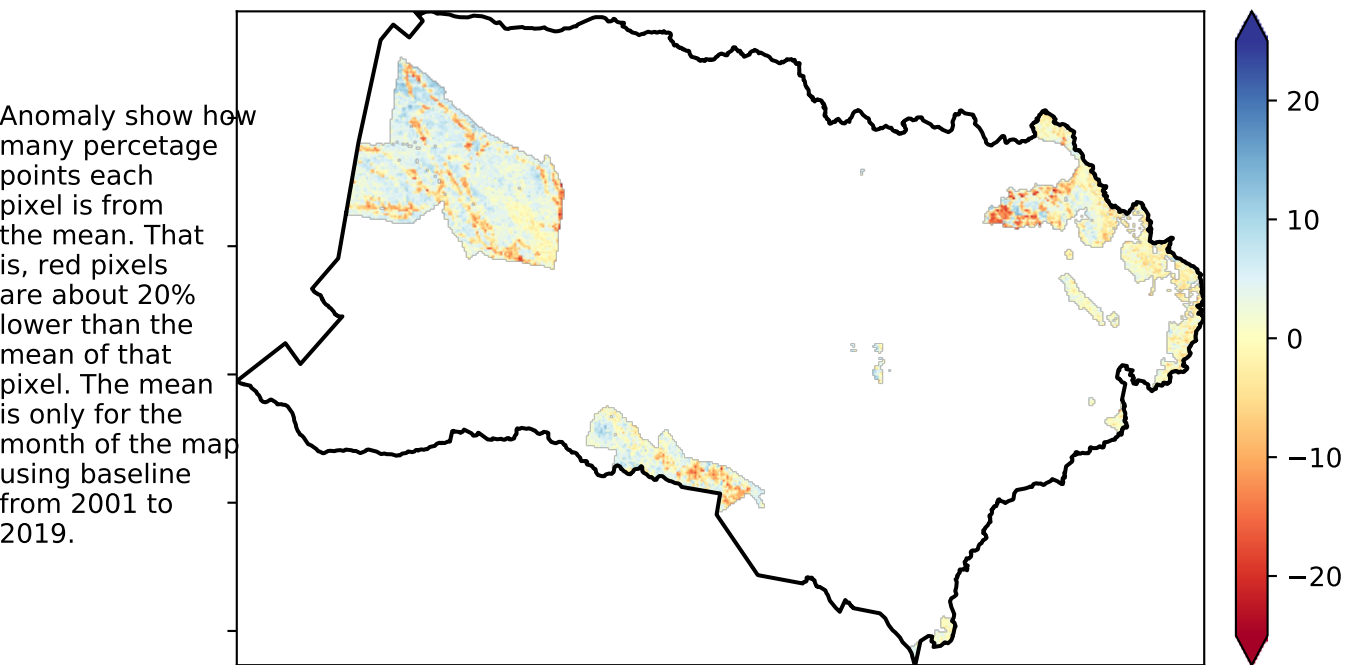 Anomaly show how
many percetage
points each
pixel is from
the mean. That
is, red pixels
are about 20%
lower than the
mean of that
pixel. The mean
is only for the
month of the map
using baseline
from 2001 to
2019.
20
10
0
−10
−20